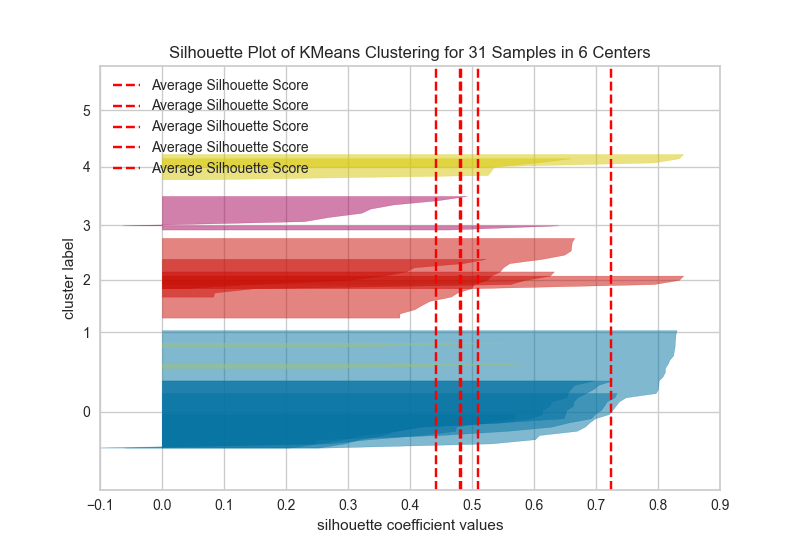 Silhouette Plot of KMeans Clustering for 31 Samples in 6 Centers
Average Silhouette Score
Average Silhouette Score
Average Silhouette Score
Average Silhouette Score
Average Silhouette Score
5
4
3
2
1
0
cluster label
−0.1 0.0 0.1 0.2 0.3 0.4 0.5 0.6 0.7 0.8 0.9
silhouette coefficient values